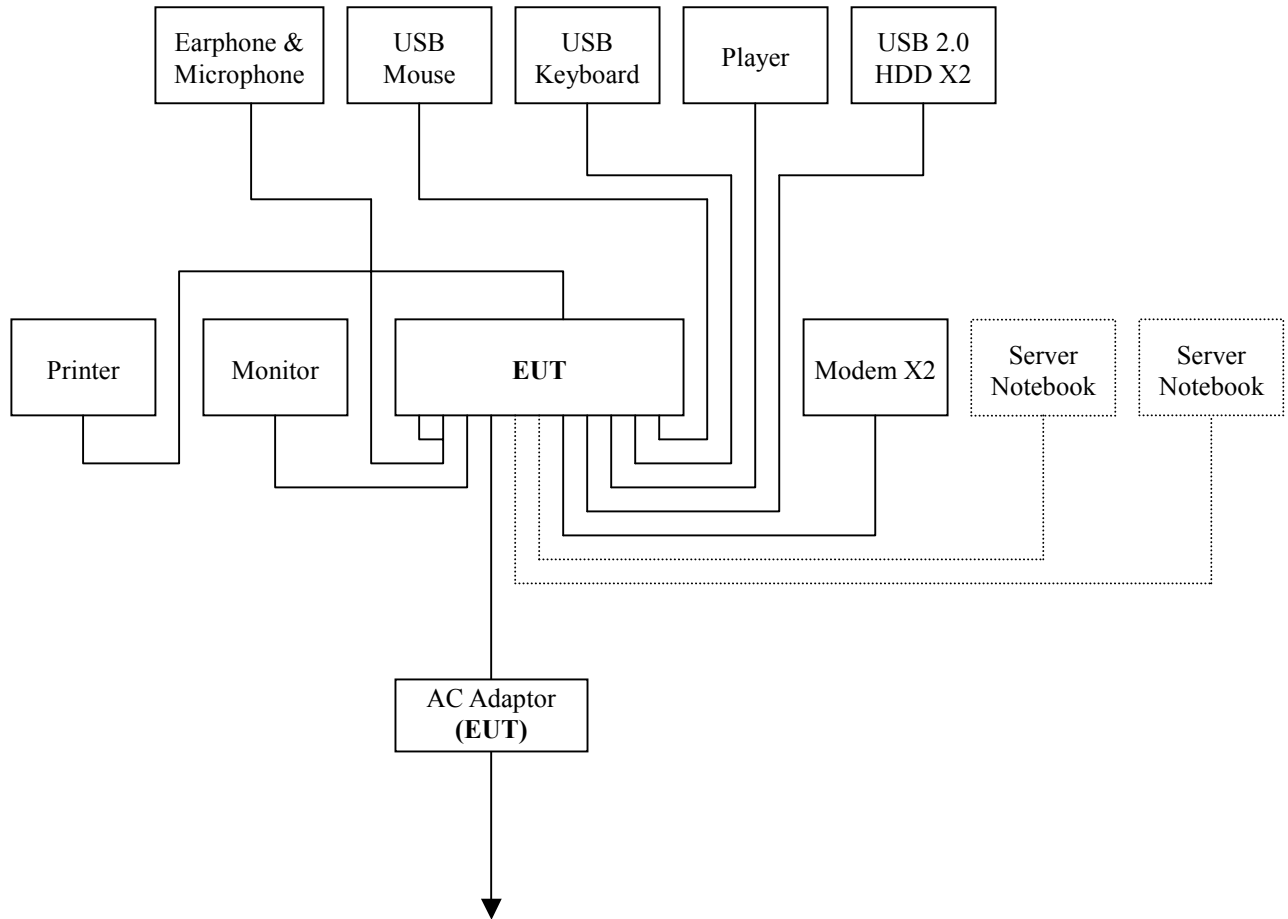 Earphone &
Microphone
USB
Mouse
USB
Keyboard
Player
USB 2.0
HDD X2
Printer
Monitor
EUT
Modem X2
Server
Notebook
Server
Notebook
AC Adaptor
(EUT)